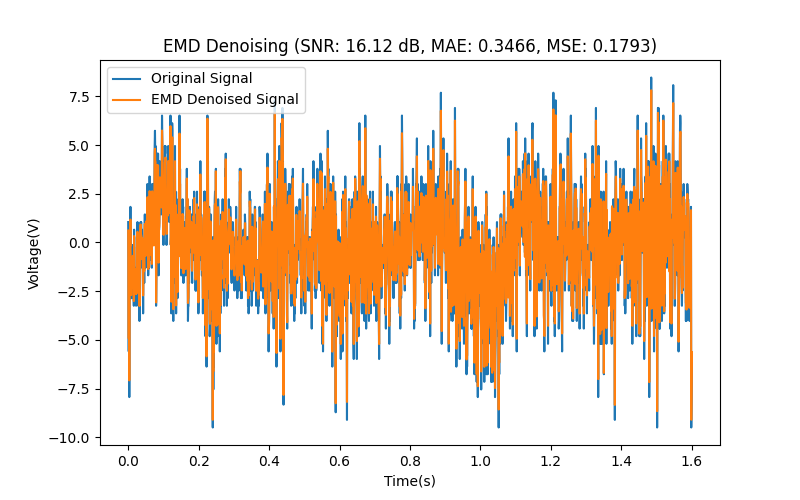 EMD Denoising (SNR: 16.12 dB, MAE: 0.3466, MSE: 0.1793)
Original Signal
EMD Denoised Signal
7.5
5.0
2.5
0.0
−2.5
−5.0
−7.5
−10.0
Voltage(V)
0.0 0.2 0.4 0.6 0.8 1.0 1.2 1.4 1.6
Time(s)